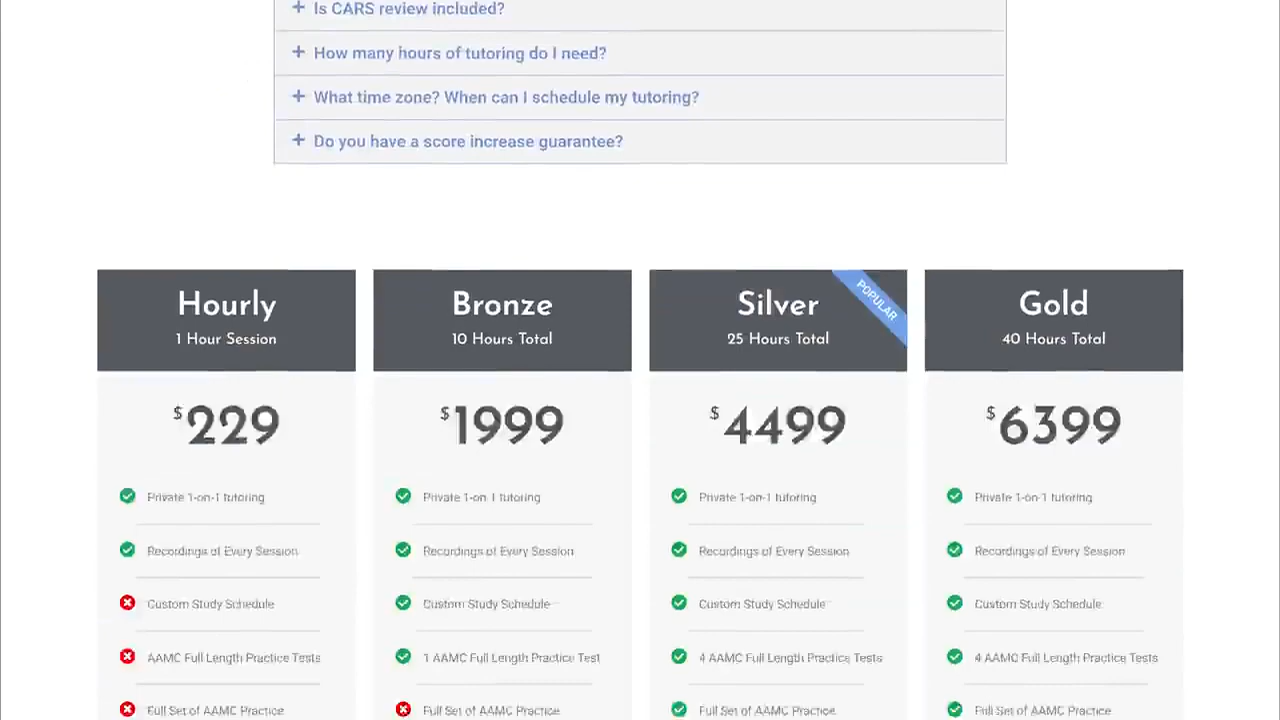 + Is CARS review included?
+ How many hours of tutoring do I need?
+ What time zone? When can I schedule my tutoring?
+ Do you have a score increase guarantee?
Hourly
1 Hour Session
$229
Private 1-on-1 tutoring
Recordings of Every Session
Custom Study Schedule
AAMC Full Length Practice Tests
Full Set of AAMC Practice
Bronze
10 Hours Total
$1999
Private 1-on-1 tutoring
Recordings of Every Session
Custom Study Schedule
1 AAMC Full Length Practice Test
Full Set of AAMC Practice
Silver
25 Hours Total
POPULAR
$4499
Private 1-on-1 tutoring
Recordings of Every Session
Custom Study Schedule
4 AAMC Full Length Practice Tests
Full Set of AAMC Practice
Gold
40 Hours Total
$6399
Private 1-on-1 tutoring
Recordings of Every Session
Custom Study Schedule
4 AAMC Full Length Practice Tests
Full Set of AAMC Practice